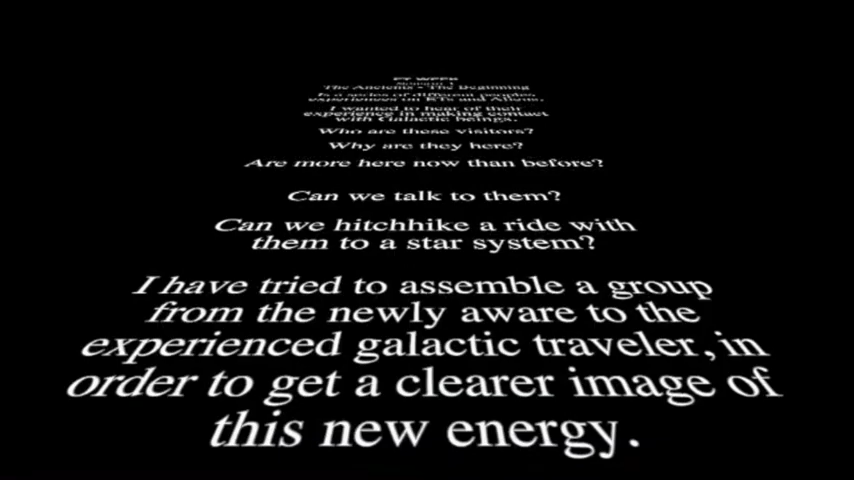 ET WEEK
The Ancients - The Beginning
Is a series of different peoples
experiences on ETs and Aliens.
I wanted to hear of their
experience in making contact
with Galactic beings.
Who are these visitors?
Why are they here?
Are more here now than before?
Can we talk to them?
Can we hitchhike a ride with
them to a star system?
I have tried to assemble a group
from the newly aware to the
experienced galactic traveler, in
order to get a clearer image of
this new energy.